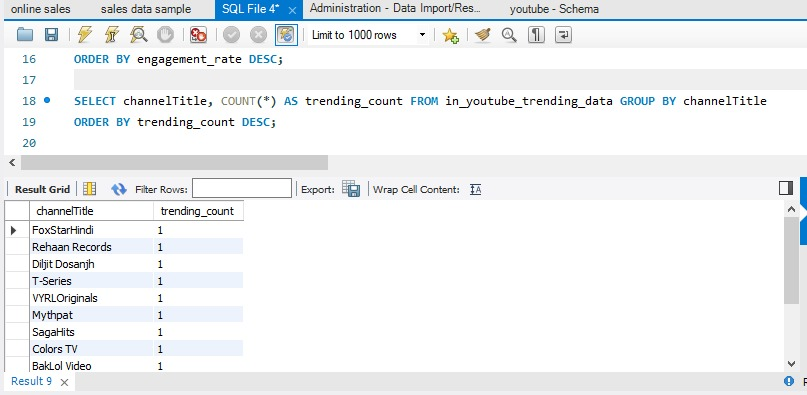 online sales sales data sample SQL File 4* × Administration - Data Import/Res... youtube - Schema
Limit to 1000 rows
16 ORDER BY engagement_rate DESC;
17
18 SELECT channelTitle, COUNT(*) AS trending_count FROM in_youtube_trending_data GROUP BY channelTitle
19 ORDER BY trending_count DESC;
20
Result Grid Filter Rows: Export: Wrap Cell Content:
channelTitle trending_count
FoxStarHindi 1
Rehaan Records 1
Diljit Dosanjh 1
T-Series 1
VYRLOriginals 1
Mythpat 1
SagaHits 1
Colors TV 1
BakLol Video 1
Result 9 ×